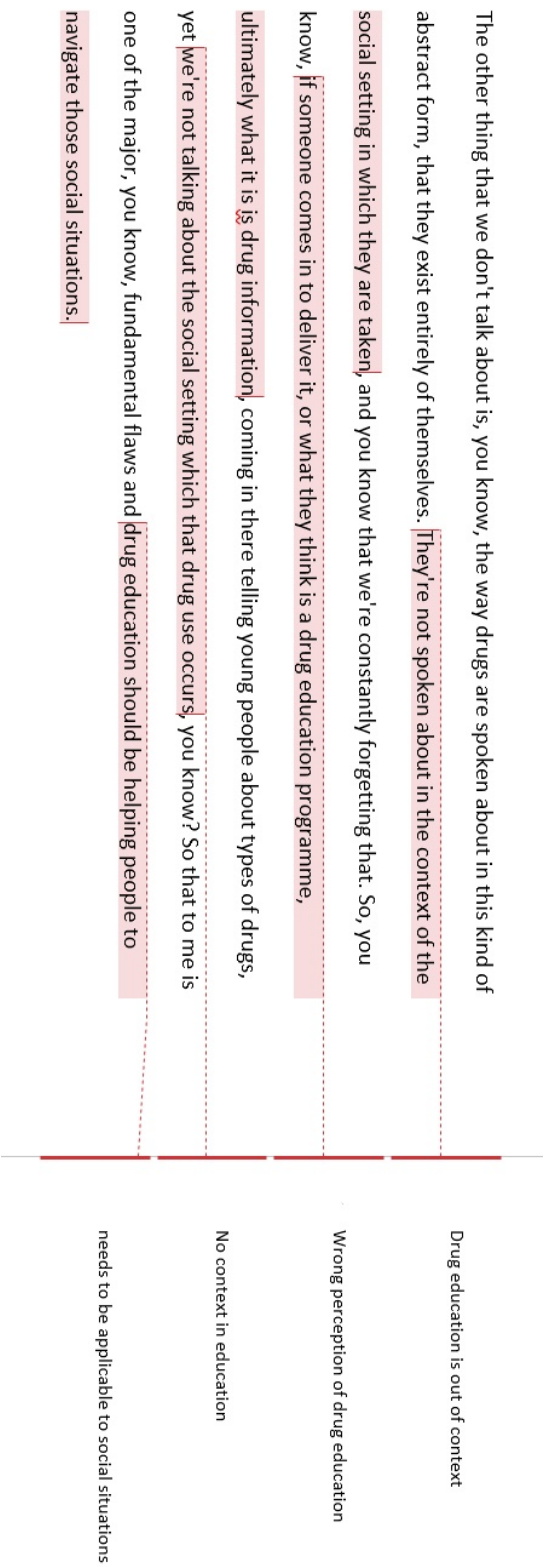 The other thing that we don't talk about is, you know, the way drugs are spoken about in this kind of
abstract form, that they exist entirely of themselves. They're not spoken about in the context of the
social setting in which they are taken, and you know that we're constantly forgetting that. So, you
know, if someone comes in to deliver it, or what they think is a drug education programme,
ultimately what it is is drug information, coming in there telling young people about types of drugs,
yet we're not talking about the social setting which that drug use occurs, you know? So that to me is
one of the major, you know, fundamental flaws and drug education should be helping people to
navigate those social situations.
Drug education is out of context
Wrong perception of drug education
No context in education
needs to be applicable to social situations